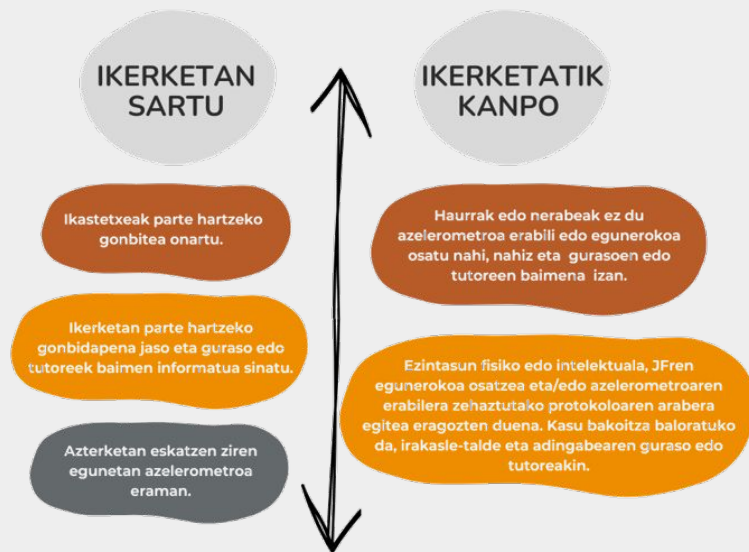 IKERKETAN
SARTU
Ikastetxeak parte hartzeko
gonbitea onartu.
Ikerketan parte hartzeko
gonbidapena jaso eta guraso edo
tutoreek baimen informatua sinatu.
Azterketan eskatzen ziren
egunetan azelerometroa
eraman.
IKERKETATIK
KANPO
Haurrak edo nerabeak ez du
azelerometroa erabili edo egunerokoa
osatu nahi, nahiz eta gurasoen edo
tutoreen baimena izan.
Ezintasun fisiko edo intelektuala, JFren
egunerokoa osatzea eta/edo azelerometroaren
erabilera zehaztutako protokoloaren arabera
egitea eragozten duena. Kasu bakoitza baloratuko
da, irakasle-talde eta adingabearen guraso edo
tutoreakin.